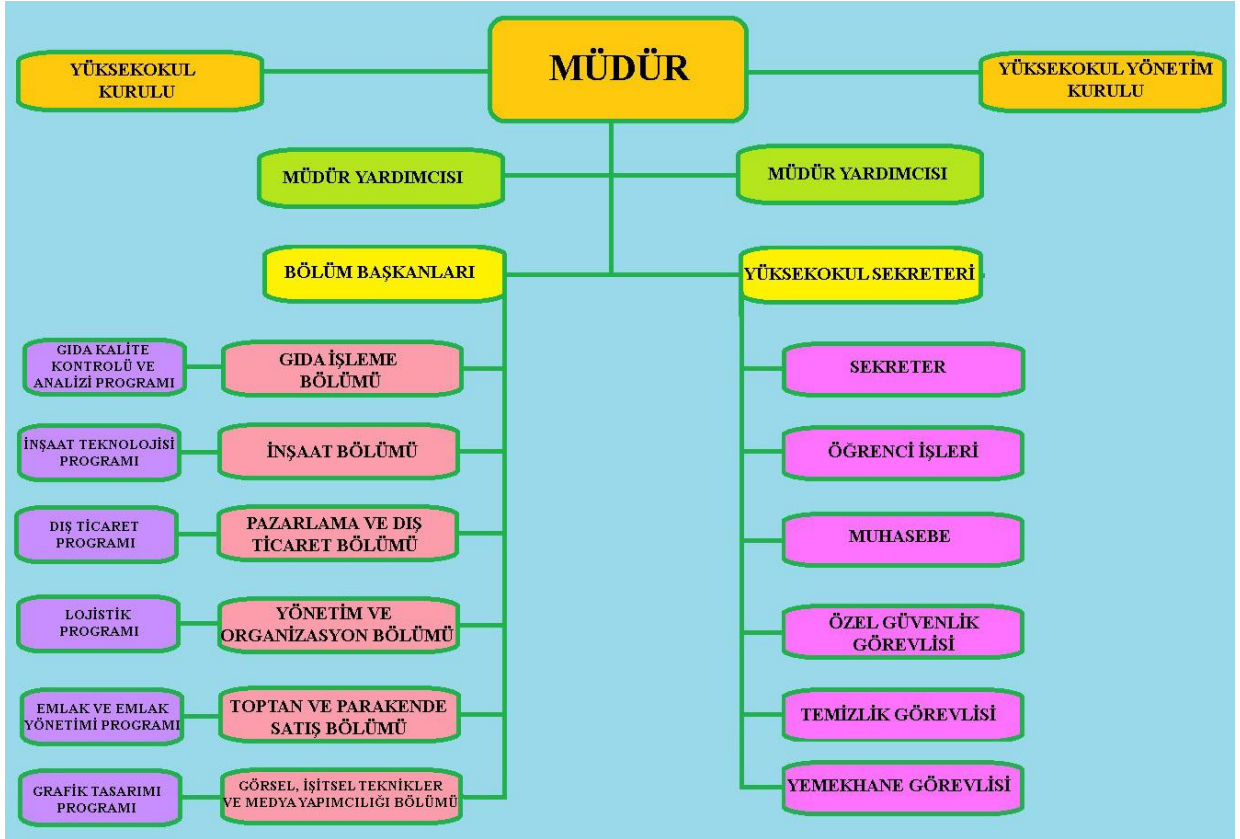 YÜKSEKOKUL
KURULU
MÜDÜR
YÜKSEKOKUL YÖNETİM
KURULU
MÜDÜR YARDIMCISI
MÜDÜR YARDIMCISI
BÖLÜM BAŞKANLARI
YÜKSEKOKUL SEKRETERİ
GIDA KALİTE
KONTROLÜ VE
ANALİZİ PROGRAMI
GIDA İŞLEME
BÖLÜMÜ
SEKRETER
İNŞAAT TEKNOLOJİSİ
PROGRAMI
İNŞAAT BÖLÜMÜ
ÖĞRENCİ İŞLERİ
DIŞ TİCARET
PROGRAMI
PAZARLAMA VE DIŞ
TİCARET BÖLÜMÜ
MUHASEBE
LOJİSTİK
PROGRAMI
YÖNETİM VE
ORGANİZASYON BÖLÜMÜ
ÖZEL GÜVENLİK
GÖREVLİSİ
EMLAK VE EMLAK
YÖNETİMİ PROGRAMI
TOPTAN VE PARAKENDE
SATIŞ BÖLÜMÜ
TEMİZLİK GÖREVLİSİ
GRAFİK TASARIMI
PROGRAMI
GÖRSEL, İŞİTSEL TEKNİKLER
VE MEDYA YAPIMCILIĞI BÖLÜMÜ
YEMEKHANE GÖREVLİSİ